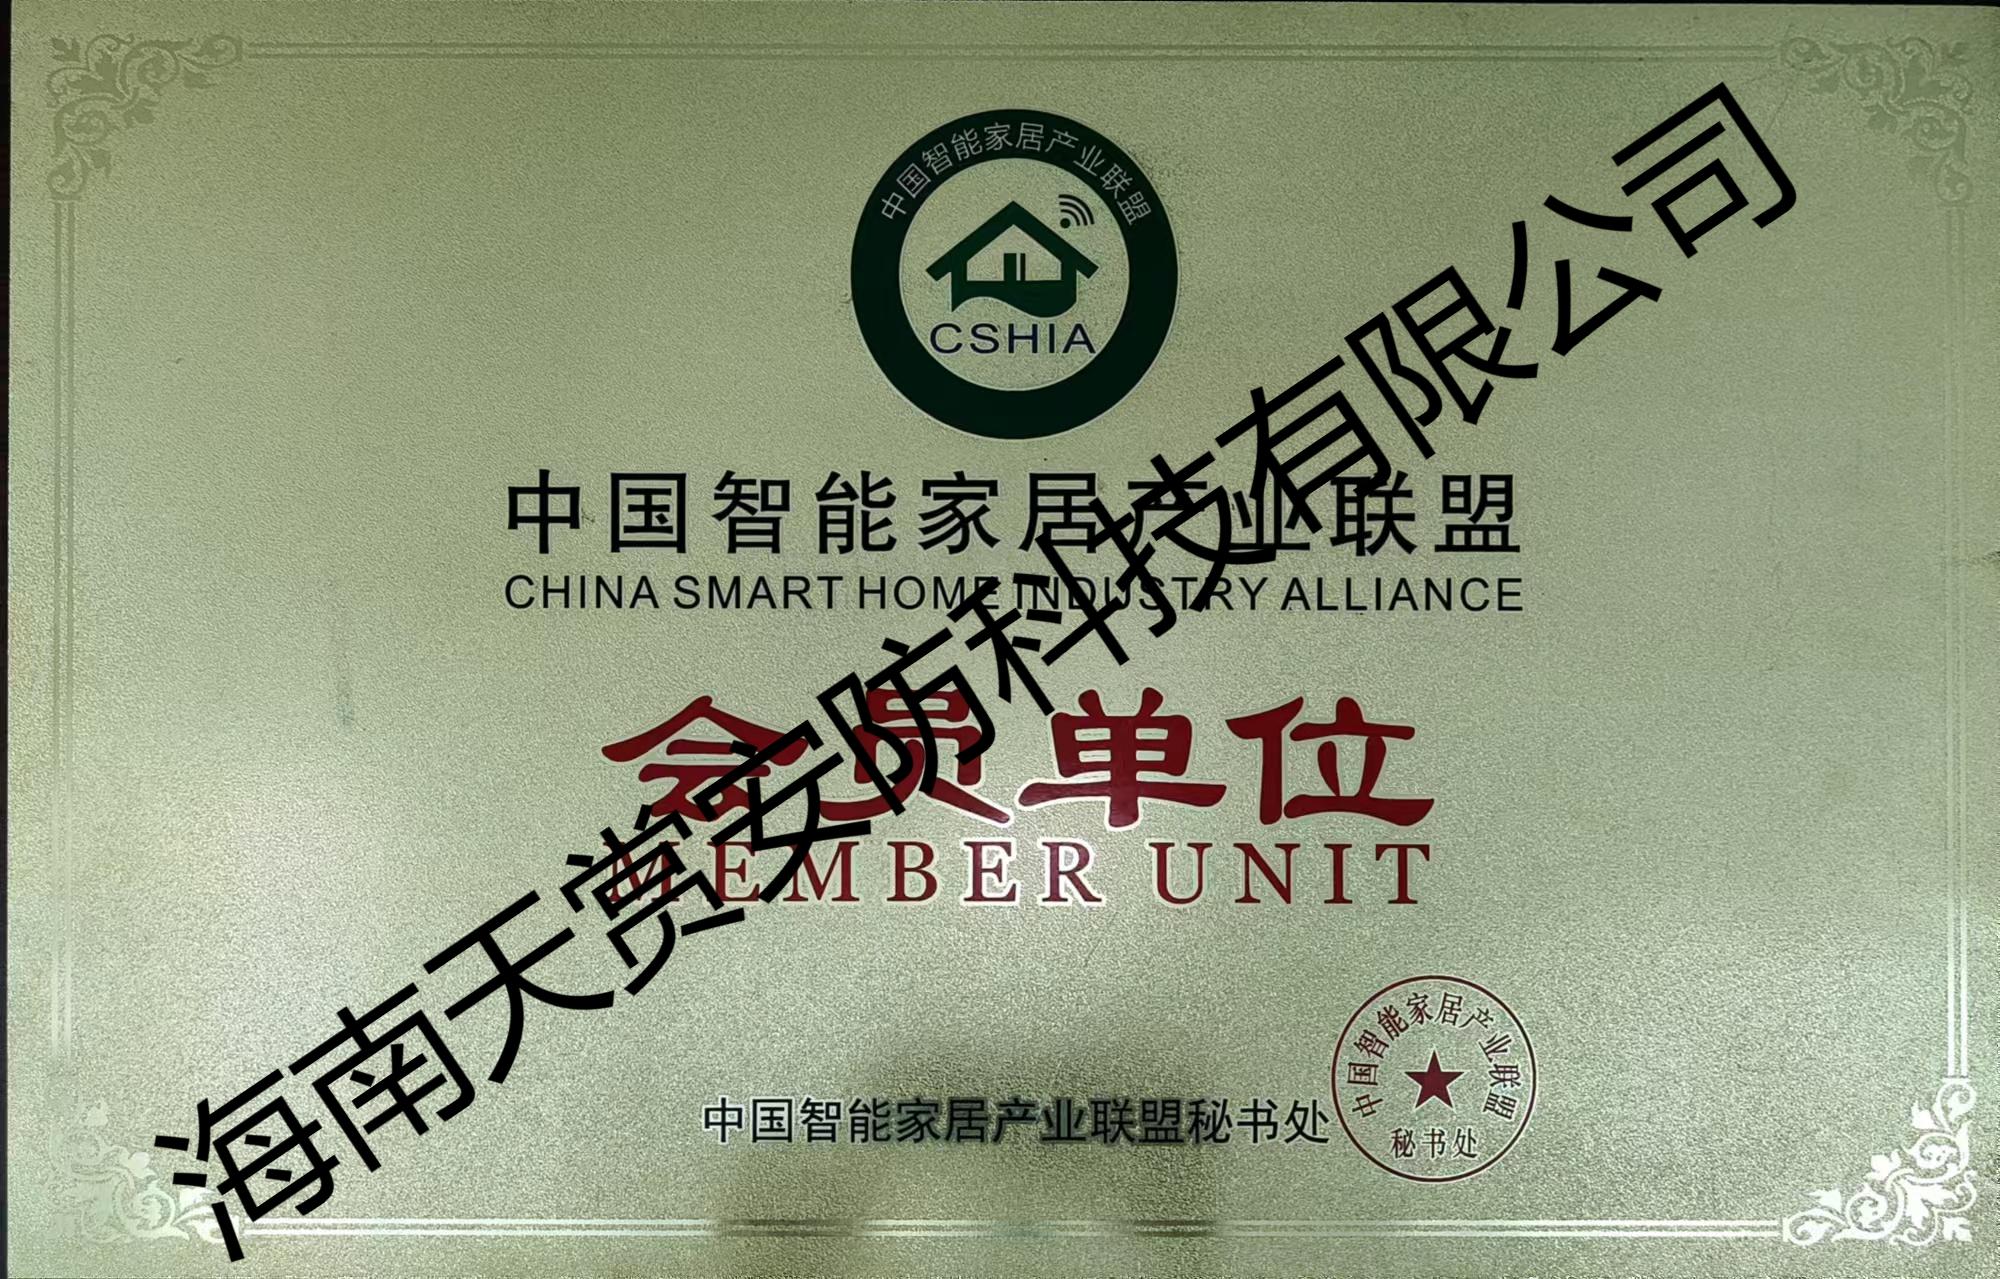 中国智能家居产业联盟
CSHIA
中国智能家居产业联盟
CHINA SMART HOME INDUSTRY ALLIANCE
会员单位
MEMBER UNIT
中国智能家居产业联盟秘书处
中国智能家居产业联盟
秘书处
海南天赏安防科技有限公司